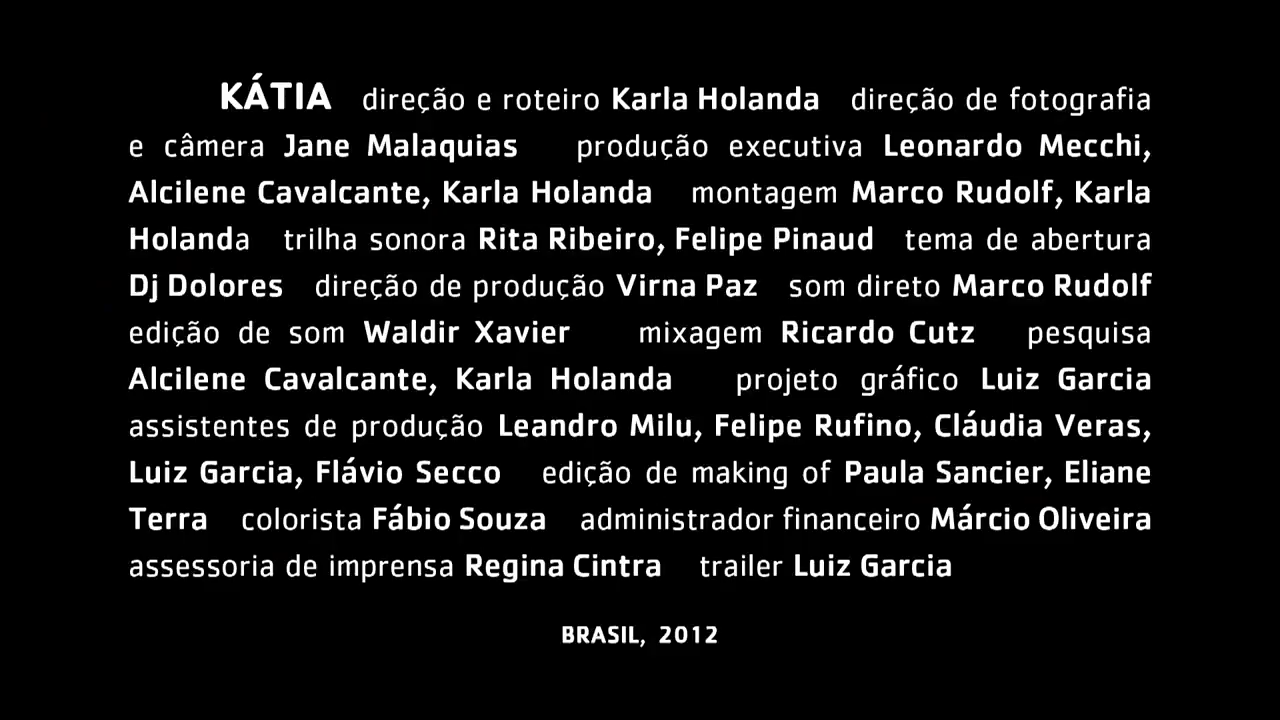 KÁTIA direção e roteiro Karla Holanda direção de fotografia
e câmera Jane Malaquias produção executiva Leonardo Mecchi,
Alcilene Cavalcante, Karla Holanda montagem Marco Rudolf, Karla
Holanda trilha sonora Rita Ribeiro, Felipe Pinaud tema de abertura
Dj Dolores direção de produção Virna Paz som direto Marco Rudolf
edição de som Waldir Xavier mixagem Ricardo Cutz pesquisa
Alcilene Cavalcante, Karla Holanda projeto gráfico Luiz Garcia
assistentes de produção Leandro Milu, Felipe Rufino, Cláudia Veras,
Luiz Garcia, Flávio Secco edição de making of Paula Sancier, Eliane
Terra colorista Fábio Souza administrador financeiro Márcio Oliveira
assessoria de imprensa Regina Cintra trailer Luiz Garcia
BRASIL, 2012